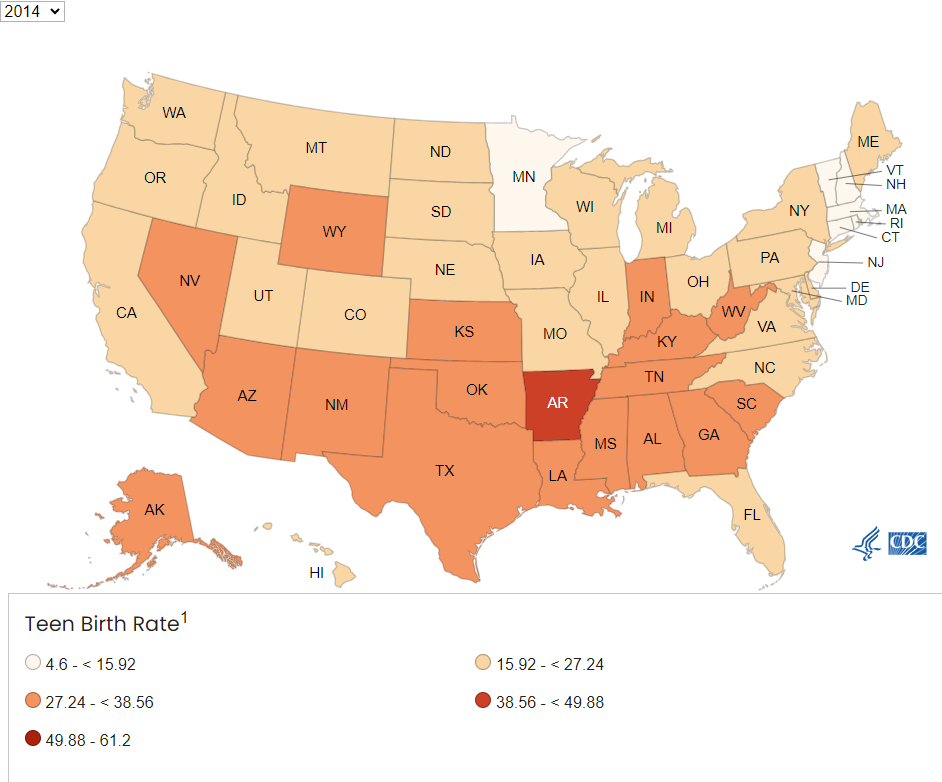 2014
WA
MT
ND
MN
ME
VT
NH
OR
ID
SD
WI
MI
NY
MA
RI
CT
WY
NE
IA
PA
NJ
NV
UT
CO
IL
IN
OH
DE
MD
CA
KS
MO
WV
VA
KY
NC
AZ
NM
OK
AR
TN
SC
MS
AL
GA
TX
LA
AK
FL
HI
CDC
Teen Birth Rate1
4.6 - < 15.92
15.92 - < 27.24
27.24 - < 38.56
38.56 - < 49.88
49.88 - 61.2